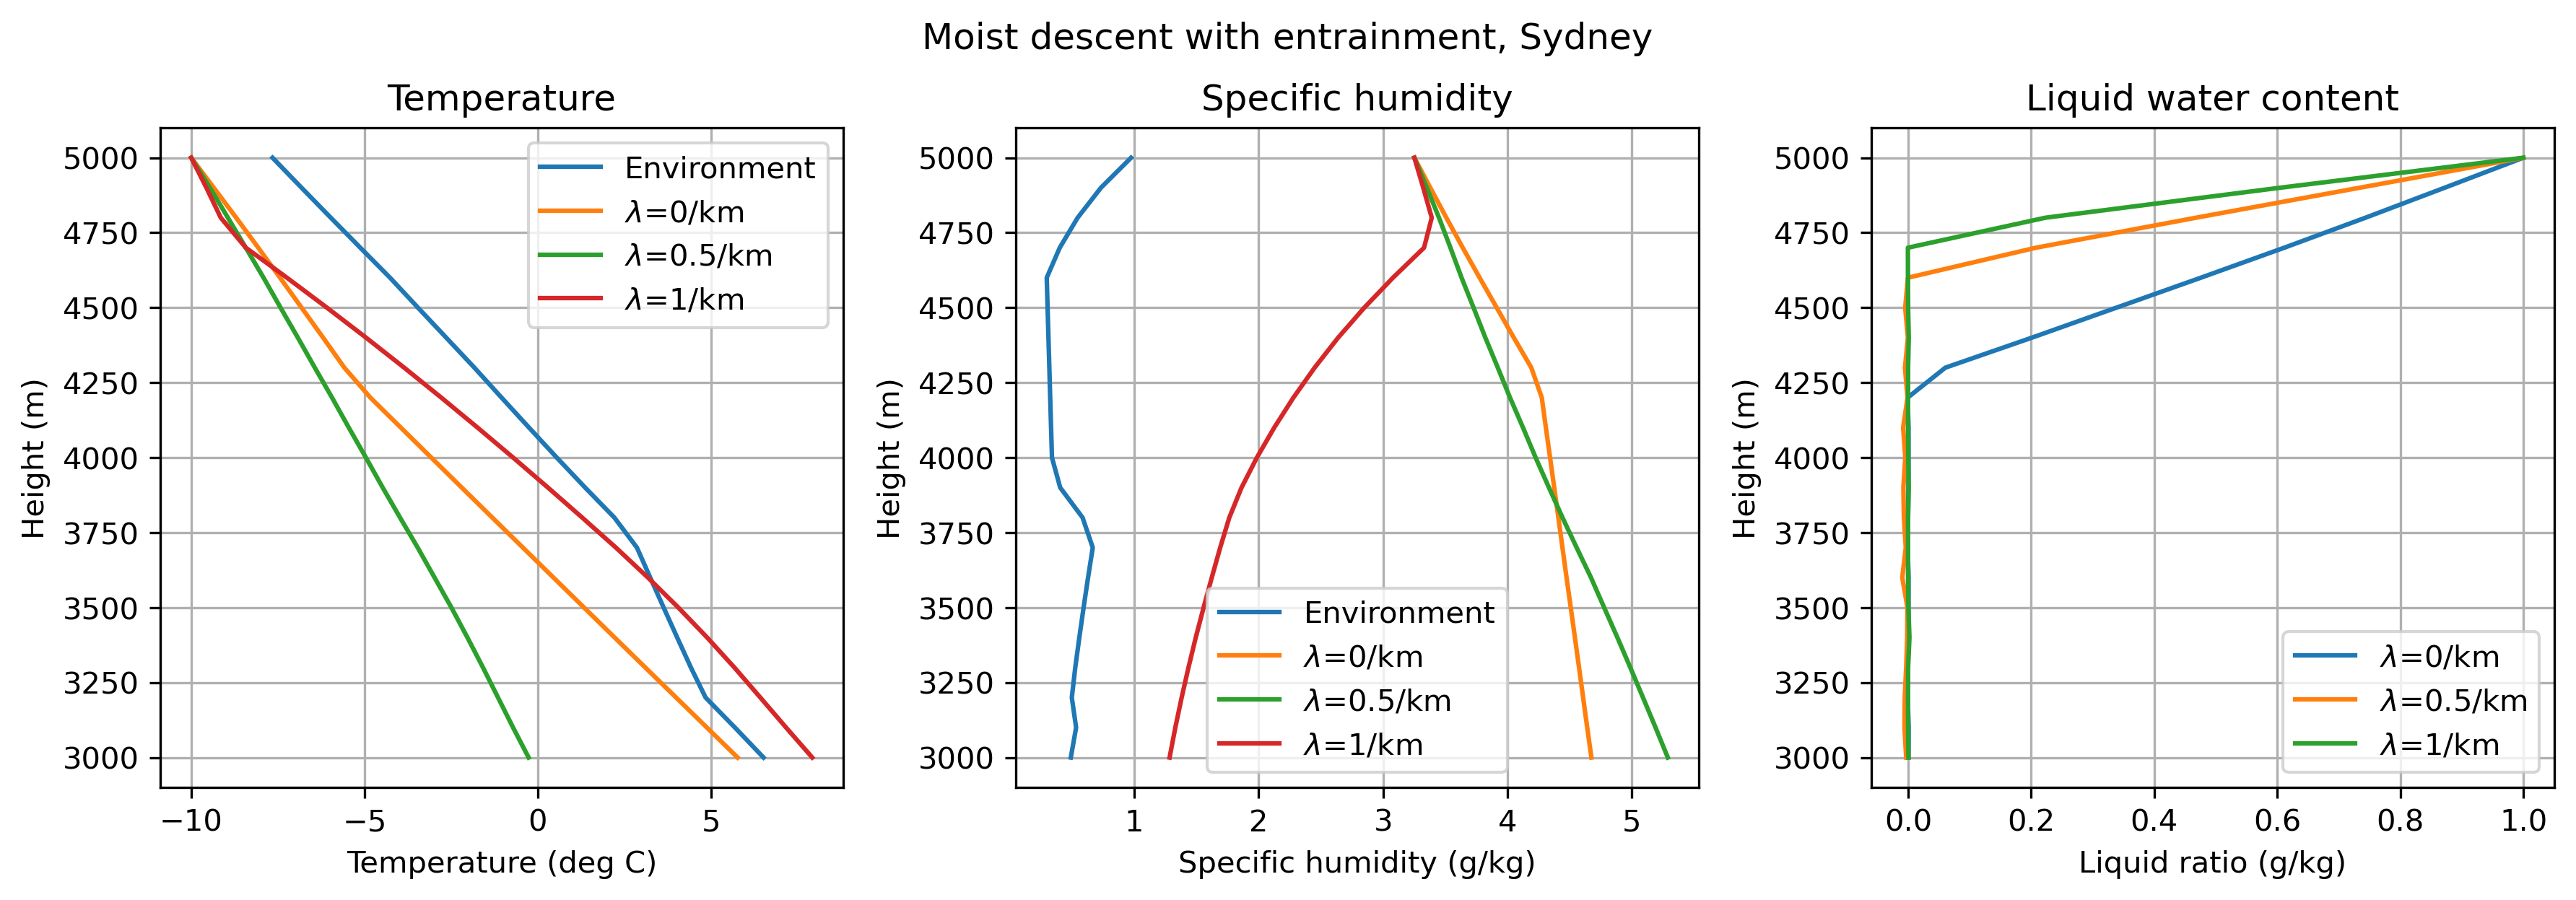 Moist descent with entrainment, Sydney
Temperature
5000
4750
4500
4250
4000
3750
3500
3250
3000
Height (m)
−10 −5 0 5
Temperature (deg C)
Environment
λ=0/km
λ=0.5/km
λ=1/km
Specific humidity
5000
4750
4500
4250
4000
3750
3500
3250
3000
Height (m)
1 2 3 4 5
Specific humidity (g/kg)
Environment
λ=0/km
λ=0.5/km
λ=1/km
Liquid water content
5000
4750
4500
4250
4000
3750
3500
3250
3000
Height (m)
0.0 0.2 0.4 0.6 0.8 1.0
Liquid ratio (g/kg)
λ=0/km
λ=0.5/km
λ=1/km